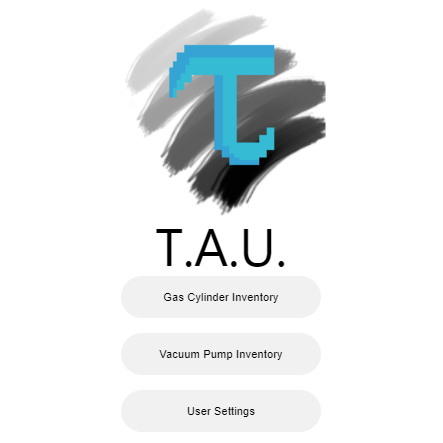 T.A.U.
Gas Cylinder Inventory
Vacuum Pump Inventory
User Settings